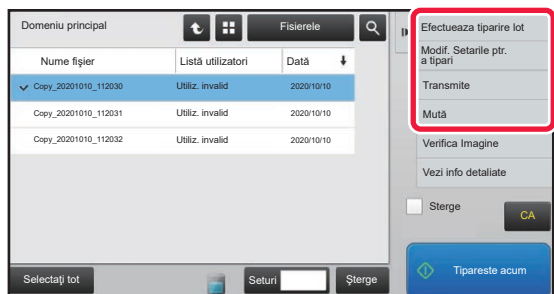 Domeniu principal
Fisierele
Nume fişier
Listă utilizatori
Dată
Copy_20201010_112030
Utiliz. invalid
2020/10/10
Copy_20201010_112031
Utiliz. invalid
2020/10/10
Copy_20201010_112032
Utiliz. invalid
2020/10/10
Selectaţi tot
Seturi
Şterge
Efectueaza tiparire lot
Modif. Setarile ptr.
a tipari
Transmite
Mută
Verifica Imagine
Vezi info detaliate
Sterge
CA
Tipareste acum